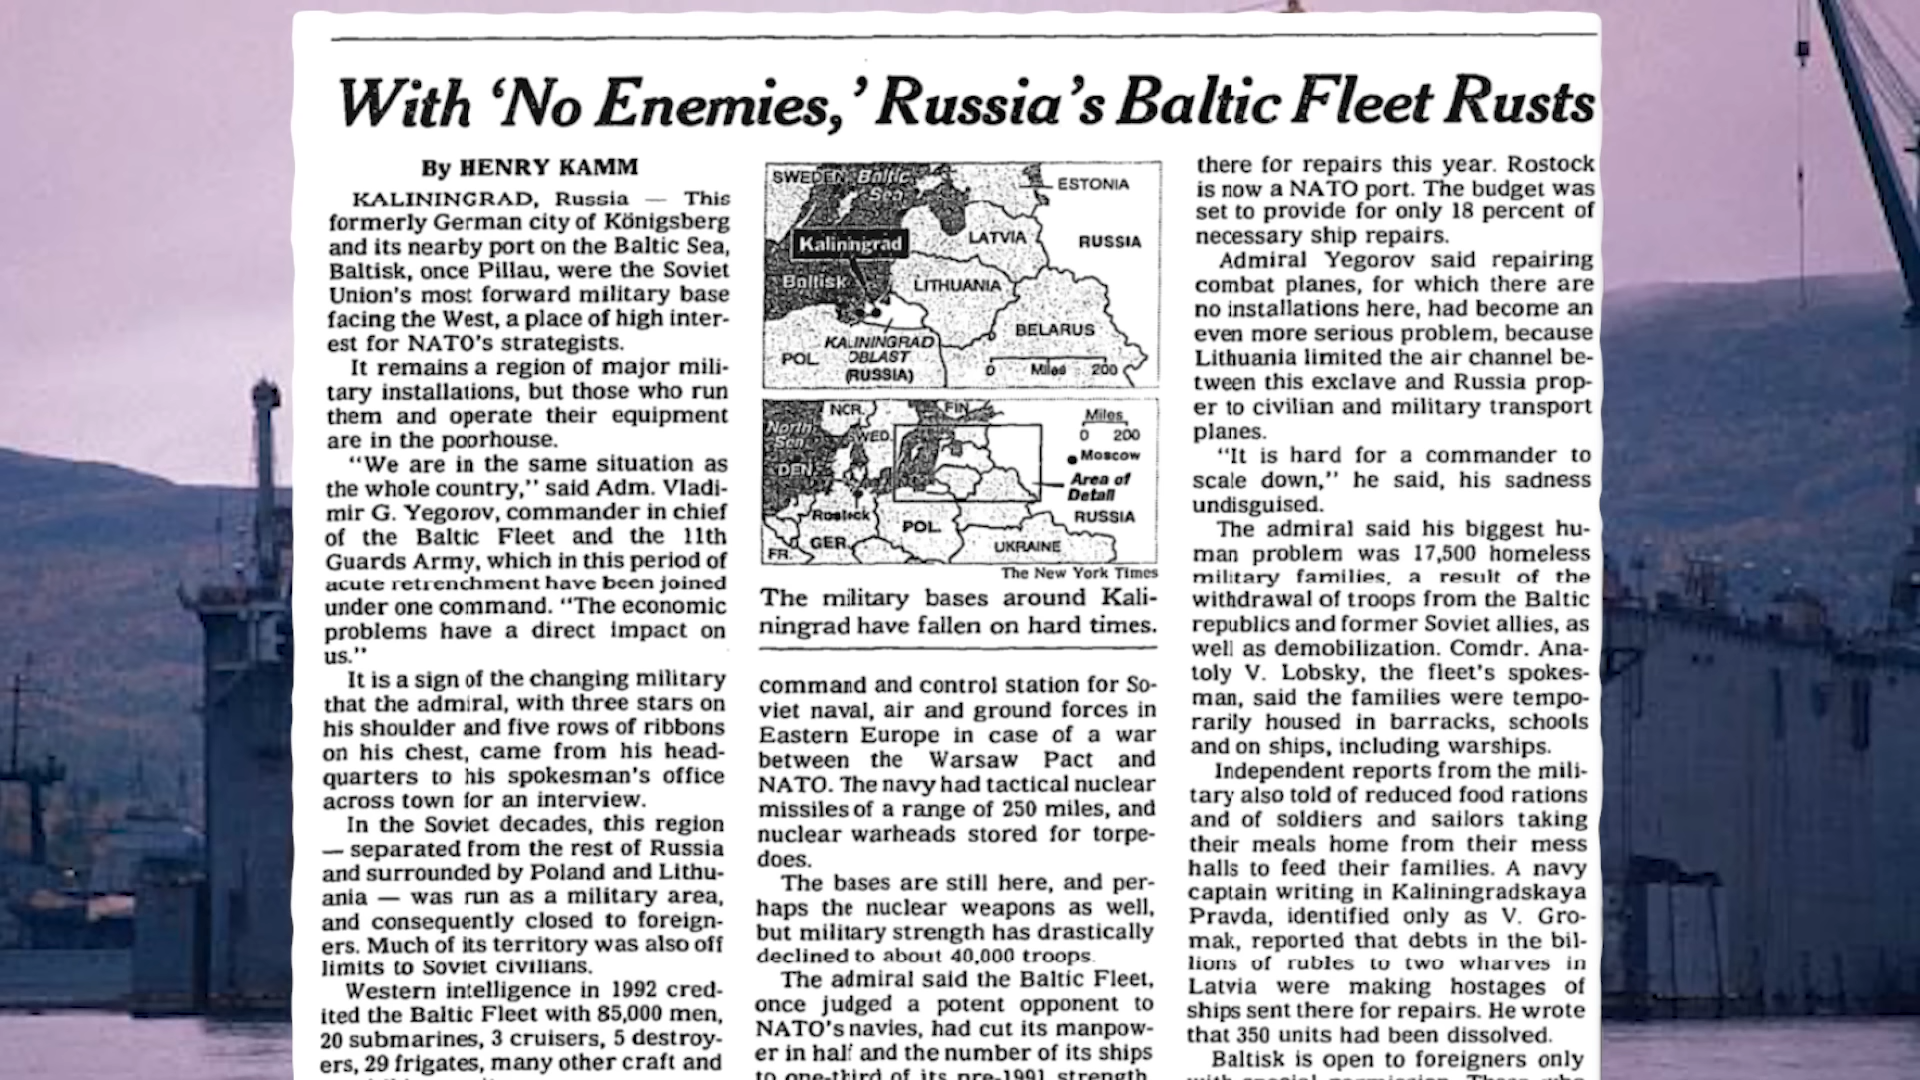 With ‘No Enemies,’ Russia’s Baltic Fleet Rusts
By HENRY KAMM
KALININGRAD, Russia — This
formerly German city of Königsberg
and its nearby port on the Baltic Sea,
Baltisk, once Pillau, were the Soviet
Union’s most forward military base
facing the West, a place of high inter-
est for NATO’s strategists.
It remains a region of major mili-
tary installations, but those who run
them and operate their equipment
are in the poorhouse.
“We are in the same situation as
the whole country,” said Adm. Vladi-
mir G. Yegorov, commander in chief
of the Baltic Fleet and the 11th
Guards Army, which in this period of
acute retrenchment have been joined
under one command. “The economic
problems have a direct impact on
us.”
It is a sign of the changing military
that the admiral, with three stars on
his shoulder and five rows of ribbons
on his chest, came from his head-
quarters to his spokesman’s office
across town for an interview.
In the Soviet decades, this region
— separated from the rest of Russia
and surrounded by Poland and Lithu-
ania — was run as a military area,
and consequently closed to foreign-
ers. Much of its territory was also off
limits to Soviet civilians.
Western intelligence in 1992 cred-
ited the Baltic Fleet with 85,000 men,
20 submarines, 3 cruisers, 5 destroy-
ers, 29 frigates, many other craft and
SWEDEN
Baltic
Sea
ESTONIA
LATVIA
RUSSIA
Kaliningrad
Baltisk
LITHUANIA
BELARUS
POL.
KALININGRAD
OBLAST
(RUSSIA)
0 Miles 200
NOR.
FIN.
North
Sea
SWED.
DEN.
Miles
0 200
Moscow
Area of
Detail
Rostock
POL.
RUSSIA
GER.
FR.
UKRAINE
The New York Times
The military bases around Kali-
ningrad have fallen on hard times.
command and control station for So-
viet naval, air and ground forces in
Eastern Europe in case of a war
between the Warsaw Pact and
NATO. The navy had tactical nuclear
missiles of a range of 250 miles, and
nuclear warheads stored for torpe-
does.
The bases are still here, and per-
haps the nuclear weapons as well,
but military strength has drastically
declined to about 40,000 troops.
The admiral said the Baltic Fleet,
once judged a potent opponent to
NATO’s navies, had cut its manpow-
er in half and the number of its ships
to one-third of its pre-1991 strength.
there for repairs this year. Rostock
is now a NATO port. The budget was
set to provide for only 18 percent of
necessary ship repairs.
Admiral Yegorov said repairing
combat planes, for which there are
no installations here, had become an
even more serious problem, because
Lithuania limited the air channel be-
tween this exclave and Russia prop-
er to civilian and military transport
planes.
“It is hard for a commander to
scale down,” he said, his sadness
undisguised.
The admiral said his biggest hu-
man problem was 17,500 homeless
military families, a result of the
withdrawal of troops from the Baltic
republics and former Soviet allies, as
well as demobilization. Comdr. Ana-
toly V. Lobsky, the fleet’s spokes-
man, said the families were tempo-
rarily housed in barracks, schools
and on ships, including warships.
Independent reports from the mili-
tary also told of reduced food rations
and of soldiers and sailors taking
their meals home from their mess
halls to feed their families. A navy
captain writing in Kaliningradskaya
Pravda, identified only as V. Gro-
mak, reported that debts in the bil-
lions of rubles to two wharves in
Latvia were making hostages of
ships sent there for repairs. He wrote
that 350 units had been dissolved.
Baltisk is open to foreigners only
with special permission. Those who